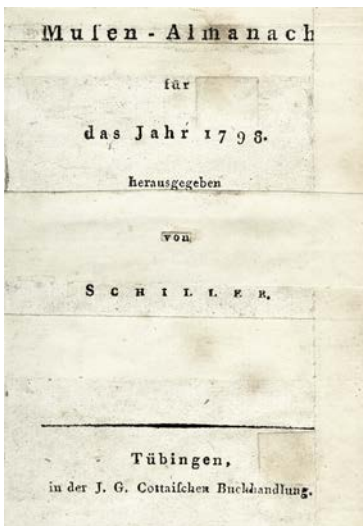 Muſen-Almanach
für
das Jahr 1798.
herausgegeben
von
SCHILLER.
Tübingen,
in der J. G. Cottaiſchen Buchhandlung.